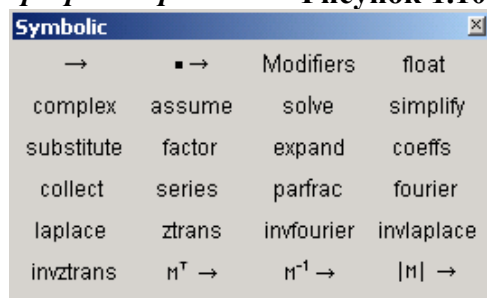 Рисунок 1.10
Symbolic
→ ▪ → Modifiers float
complex assume solve simplify
substitute factor expand coeffs
collect series parfrac fourier
laplace ztrans invfourier invlaplace
invztrans Mᵀ → M⁻¹ → |M| →